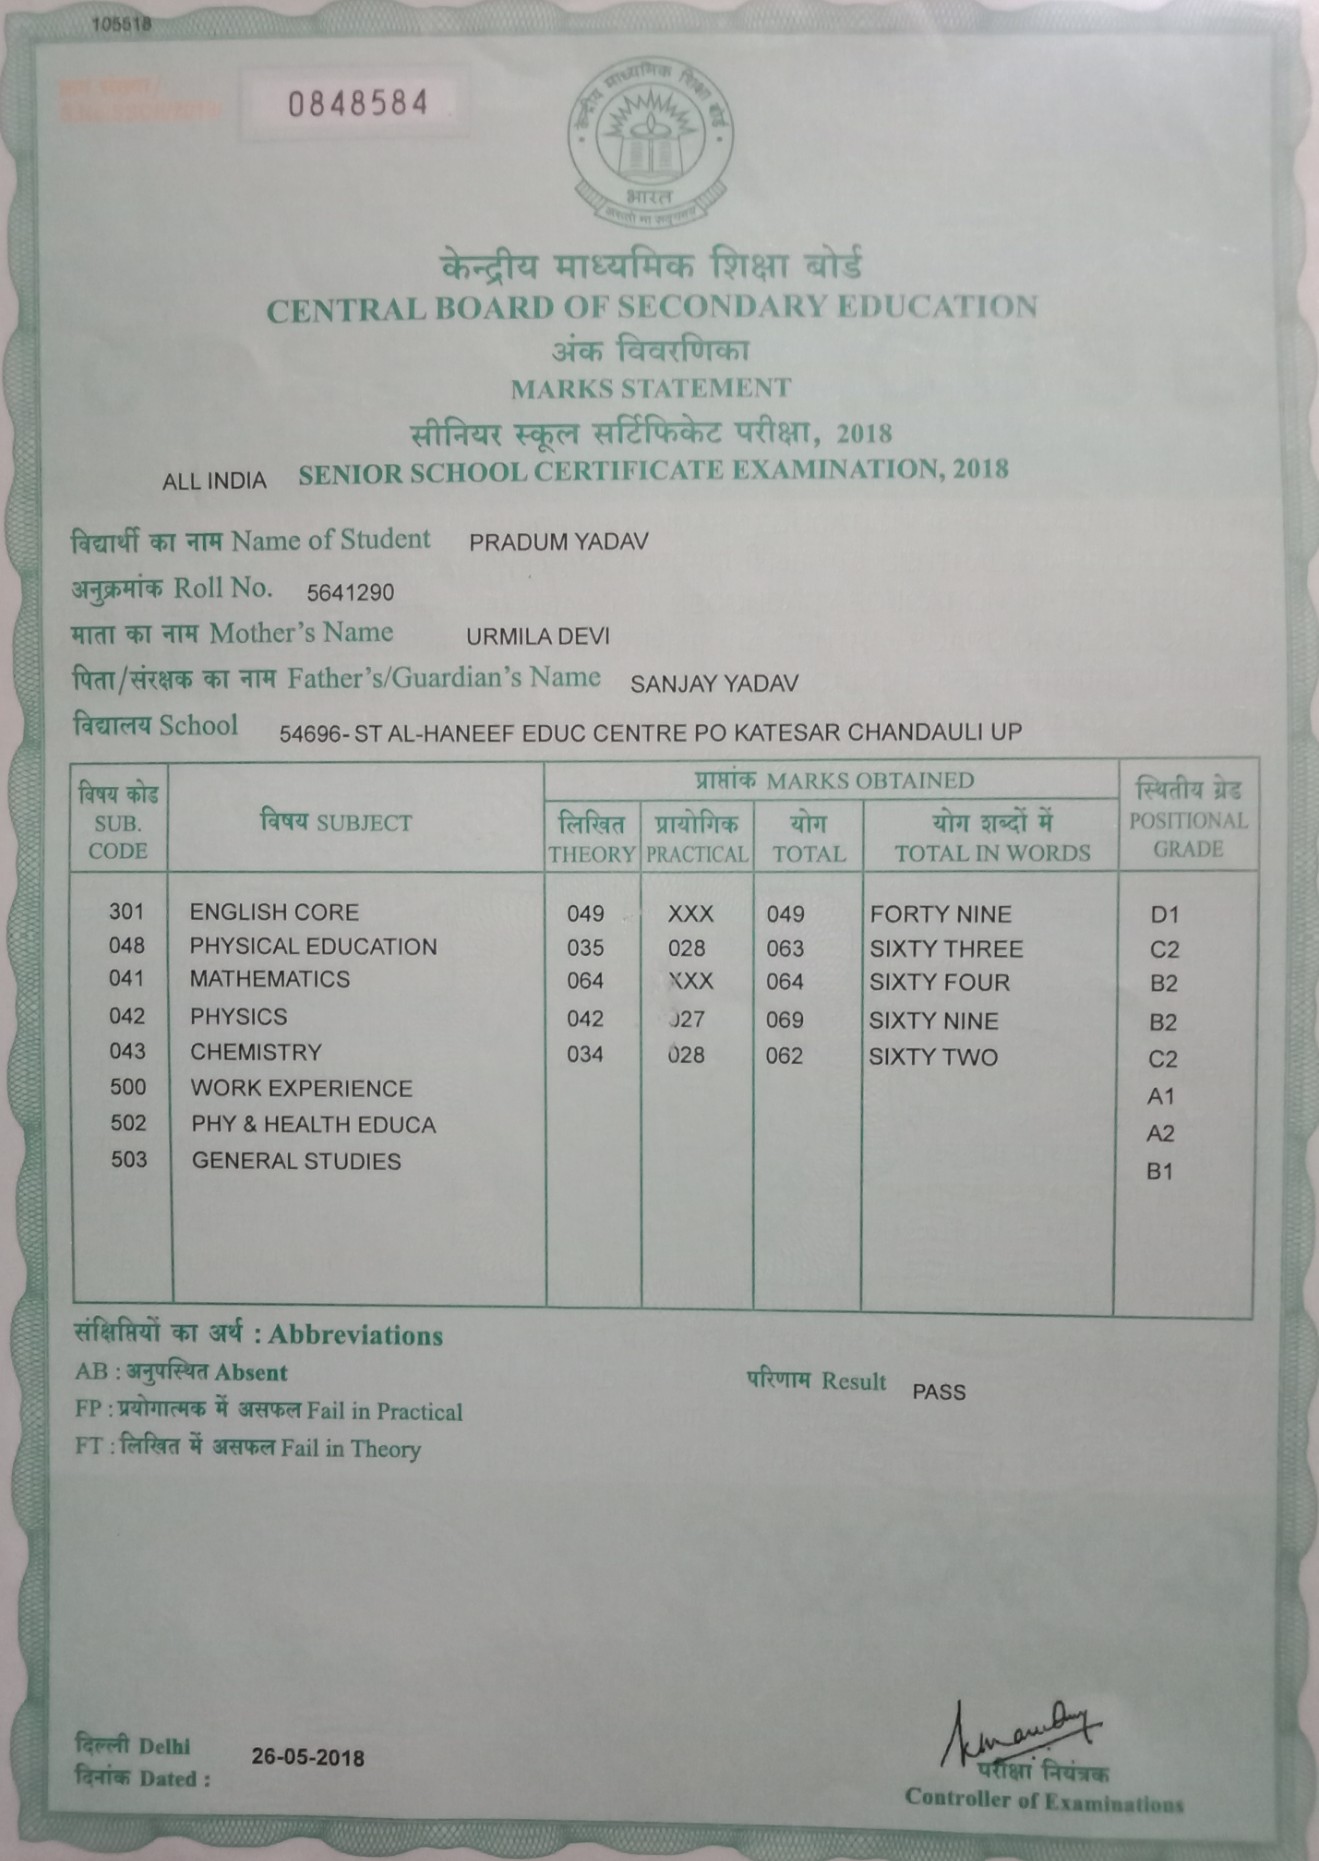 105518
0848584
केन्द्रीय माध्यमिक शिक्षा बोर्ड
भारत
केन्द्रीय माध्यमिक शिक्षा बोर्ड
CENTRAL BOARD OF SECONDARY EDUCATION
अंक विवरणिका
MARKS STATEMENT
सीनियर स्कूल सर्टिफिकेट परीक्षा, 2018
ALL INDIA SENIOR SCHOOL CERTIFICATE EXAMINATION, 2018
विद्यार्थी का नाम Name of Student PRADUM YADAV
अनुक्रमांक Roll No. 5641290
माता का नाम Mother's Name URMILA DEVI
पिता/संरक्षक का नाम Father's/Guardian's Name SANJAY YADAV
विद्यालय School 54696- ST AL-HANEEF EDUC CENTRE PO KATESAR CHANDAULI UP
विषय कोड SUB. CODE विषय SUBJECT प्राप्तांक MARKS OBTAINED स्थितीय ग्रेड POSITIONAL GRADE
लिखित THEORY प्रायोगिक PRACTICAL योग TOTAL योग शब्दों में TOTAL IN WORDS
301 ENGLISH CORE 049 XXX 049 FORTY NINE D1
048 PHYSICAL EDUCATION 035 028 063 SIXTY THREE C2
041 MATHEMATICS 064 XXX 064 SIXTY FOUR B2
042 PHYSICS 042 027 069 SIXTY NINE B2
043 CHEMISTRY 034 028 062 SIXTY TWO C2
500 WORK EXPERIENCE A1
502 PHY & HEALTH EDUCA A2
503 GENERAL STUDIES B1
संक्षिप्तियों का अर्थ : Abbreviations
AB : अनुपस्थित Absent
परिणाम Result PASS
FP : प्रयोगात्मक में असफल Fail in Practical
FT : लिखित में असफल Fail in Theory
दिल्ली Delhi
दिनांक Dated : 26-05-2018
परीक्षा नियंत्रक
Controller of Examinations